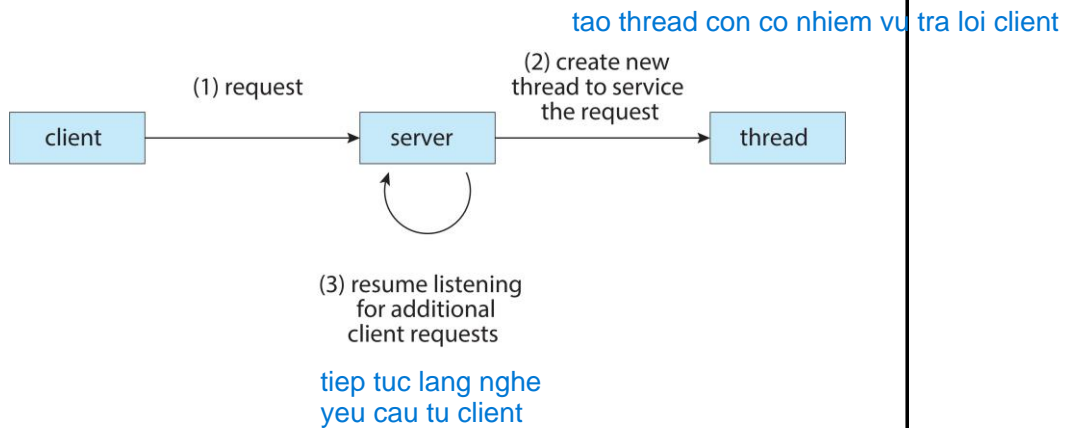 tao thread con co nhiem vu tra loi client
(2) create new
thread to service
the request
(1) request
client
server
thread
(3) resume listening
for additional
client requests
tiep tuc lang nghe
yeu cau tu client